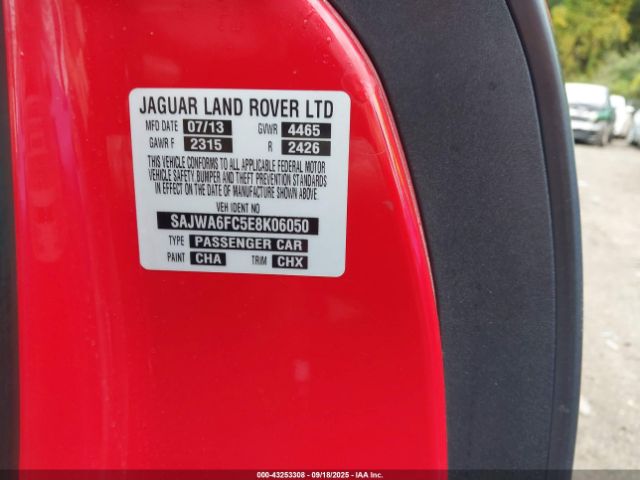 JAGUAR LAND ROVER LTD
MFD DATE 07/13 GVWR 4465
GAWR F 2315 R 2426
THIS VEHICLE CONFORMS TO ALL APPLICABLE FEDERAL MOTOR
VEHICLE SAFETY, BUMPER AND THEFT PREVENTION STANDARDS
IN EFFECT ON THE DATE OF MANUFACTURE SHOWN ABOVE.
VEH IDENT NO
SAJWA6FC5E8K06050
TYPE PASSENGER CAR
PAINT CHA TRIM CHX
000-43253308 - 09/18/2025 - IAA Inc.